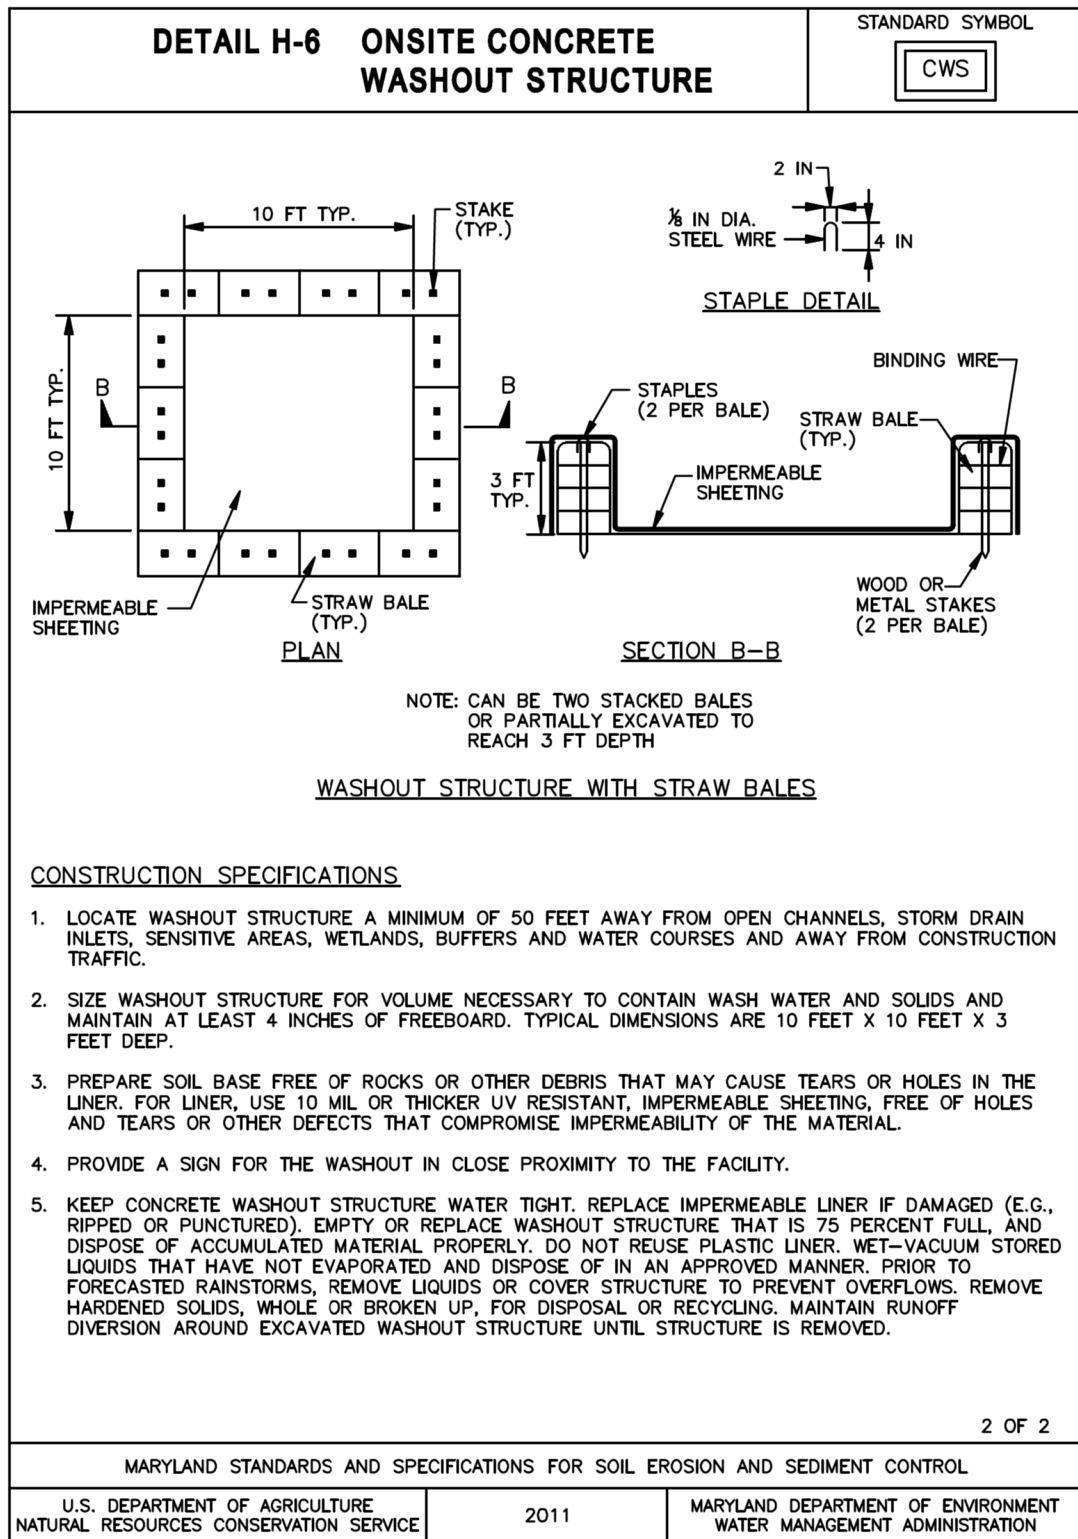 DETAIL H-6 ONSITE CONCRETE
WASHOUT STRUCTURE
STANDARD SYMBOL
CWS
10 FT TYP.
STAKE
(TYP.)
10 FT TYP.
B
B
IMPERMEABLE
SHEETING
STRAW BALE
(TYP.)
PLAN
2 IN
⅛ IN DIA.
STEEL WIRE
4 IN
STAPLE DETAIL
BINDING WIRE
STAPLES
(2 PER BALE)
STRAW BALE
(TYP.)
3 FT
TYP.
IMPERMEABLE
SHEETING
WOOD OR
METAL STAKES
(2 PER BALE)
SECTION B-B
NOTE: CAN BE TWO STACKED BALES
OR PARTIALLY EXCAVATED TO
REACH 3 FT DEPTH
WASHOUT STRUCTURE WITH STRAW BALES
CONSTRUCTION SPECIFICATIONS
1. LOCATE WASHOUT STRUCTURE A MINIMUM OF 50 FEET AWAY FROM OPEN CHANNELS, STORM DRAIN
INLETS, SENSITIVE AREAS, WETLANDS, BUFFERS AND WATER COURSES AND AWAY FROM CONSTRUCTION
TRAFFIC.
2. SIZE WASHOUT STRUCTURE FOR VOLUME NECESSARY TO CONTAIN WASH WATER AND SOLIDS AND
MAINTAIN AT LEAST 4 INCHES OF FREEBOARD. TYPICAL DIMENSIONS ARE 10 FEET X 10 FEET X 3
FEET DEEP.
3. PREPARE SOIL BASE FREE OF ROCKS OR OTHER DEBRIS THAT MAY CAUSE TEARS OR HOLES IN THE
LINER. FOR LINER, USE 10 MIL OR THICKER UV RESISTANT, IMPERMEABLE SHEETING, FREE OF HOLES
AND TEARS OR OTHER DEFECTS THAT COMPROMISE IMPERMEABILITY OF THE MATERIAL.
4. PROVIDE A SIGN FOR THE WASHOUT IN CLOSE PROXIMITY TO THE FACILITY.
5. KEEP CONCRETE WASHOUT STRUCTURE WATER TIGHT. REPLACE IMPERMEABLE LINER IF DAMAGED (E.G.,
RIPPED OR PUNCTURED). EMPTY OR REPLACE WASHOUT STRUCTURE THAT IS 75 PERCENT FULL, AND
DISPOSE OF ACCUMULATED MATERIAL PROPERLY. DO NOT REUSE PLASTIC LINER. WET-VACUUM STORED
LIQUIDS THAT HAVE NOT EVAPORATED AND DISPOSE OF IN AN APPROVED MANNER. PRIOR TO
FORECASTED RAINSTORMS, REMOVE LIQUIDS OR COVER STRUCTURE TO PREVENT OVERFLOWS. REMOVE
HARDENED SOLIDS, WHOLE OR BROKEN UP, FOR DISPOSAL OR RECYCLING. MAINTAIN RUNOFF
DIVERSION AROUND EXCAVATED WASHOUT STRUCTURE UNTIL STRUCTURE IS REMOVED.
2 OF 2
MARYLAND STANDARDS AND SPECIFICATIONS FOR SOIL EROSION AND SEDIMENT CONTROL
U.S. DEPARTMENT OF AGRICULTURE
NATURAL RESOURCES CONSERVATION SERVICE
2011
MARYLAND DEPARTMENT OF ENVIRONMENT
WATER MANAGEMENT ADMINISTRATION